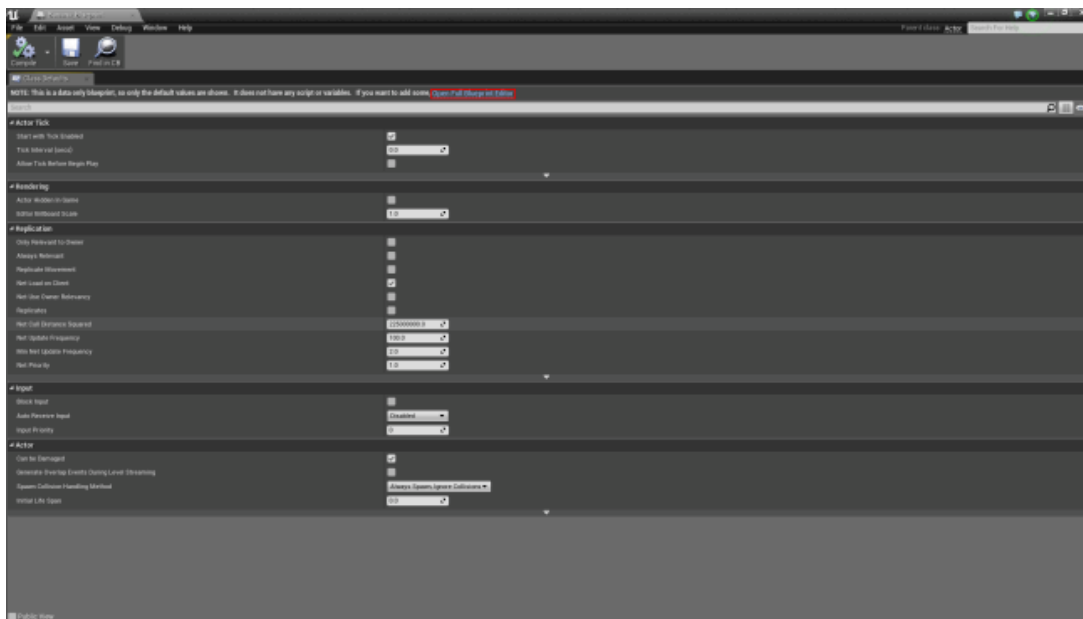 File Edit Asset View Debug Window Help
Parent class: Actor
Search For Help
Compile Save Find in CB
Class Defaults
NOTE: This is a data only blueprint, so only the default values are shown. It does not have any script or variables. If you want to add some, Open Full Blueprint Editor
Search
Actor Tick
Start with Tick Enabled
Tick Interval (secs) 0.0
Allow Tick Before Begin Play
Rendering
Actor Hidden In Game
Editor Billboard Scale 1.0
Replication
Only Relevant to Owner
Always Relevant
Replicate Movement
Net Load on Client
Net Use Owner Relevancy
Replicates
Net Cull Distance Squared 225000000.0
Net Update Frequency 100.0
Min Net Update Frequency 2.0
Net Priority 1.0
Input
Block Input
Auto Receive Input Disabled
Input Priority 0
Actor
Can be Damaged
Generate Overlap Events During Level Streaming
Spawn Collision Handling Method Always Spawn, Ignore Collisions
Initial Life Span 0.0
Public View